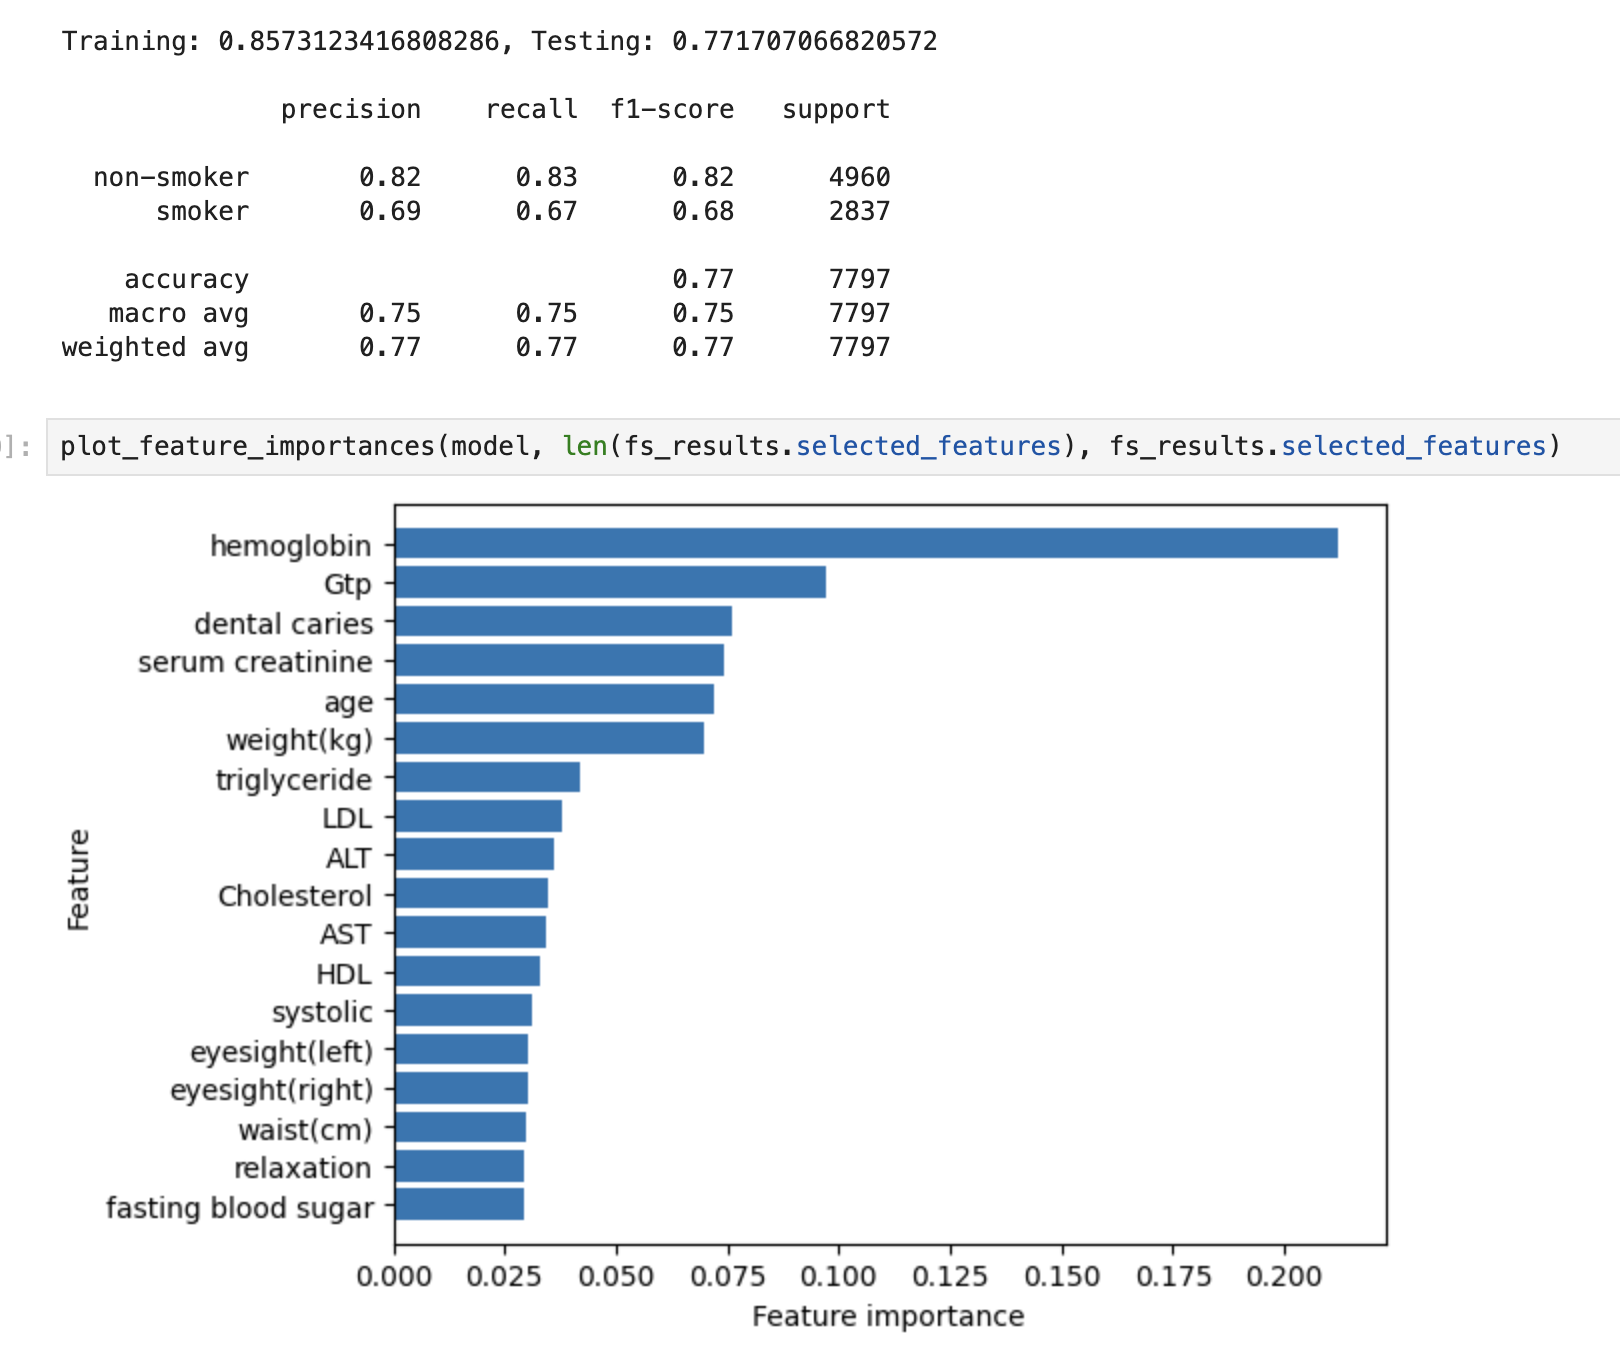 Training: 0.8573123416808286, Testing: 0.771707066820572
precision recall f1-score support
non-smoker 0.82 0.83 0.82 4960
smoker 0.69 0.67 0.68 2837
accuracy 0.77 7797
macro avg 0.75 0.75 0.75 7797
weighted avg 0.77 0.77 0.77 7797
]: plot_feature_importances(model, len(fs_results.selected_features), fs_results.selected_features)
hemoglobin
Gtp
dental caries
serum creatinine
age
weight(kg)
triglyceride
LDL
ALT
Cholesterol
AST
HDL
systolic
eyesight(left)
eyesight(right)
waist(cm)
relaxation
fasting blood sugar
Feature
0.000 0.025 0.050 0.075 0.100 0.125 0.150 0.175 0.200
Feature importance